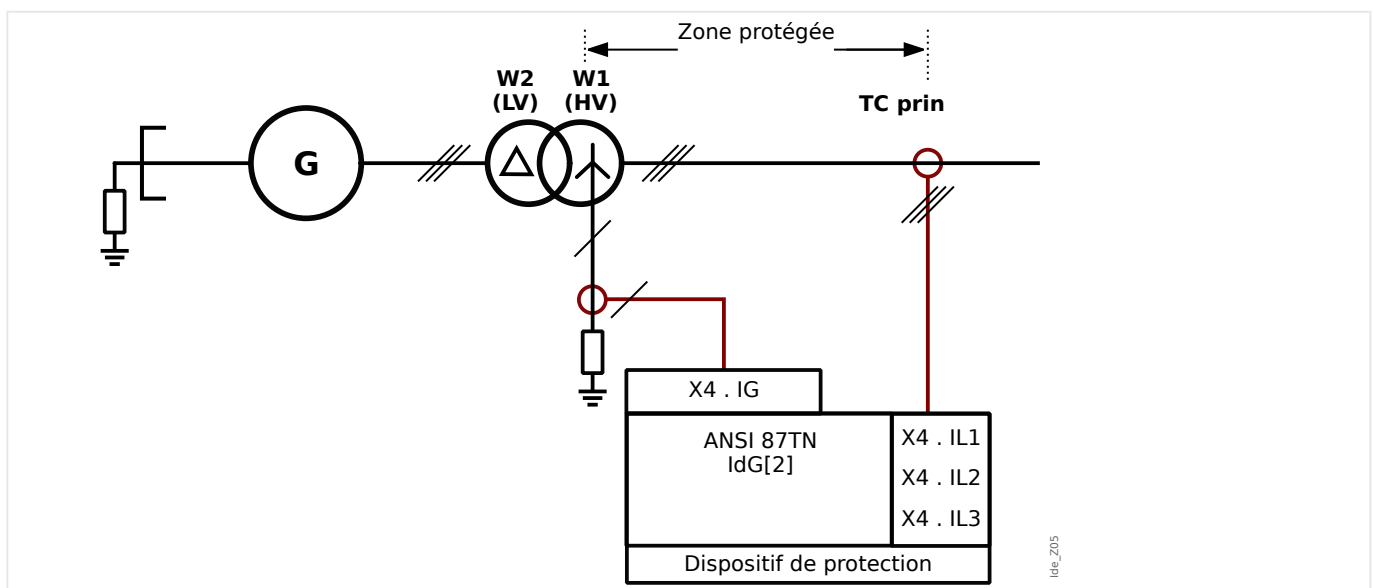 Zone protégée
W2
(LV)
W1
(HV)
TC prin
G
X4 . IG
ANSI 87TN
IdG[2]
X4 . IL1
X4 . IL2
X4 . IL3
Dispositif de protection
Ide_Z05